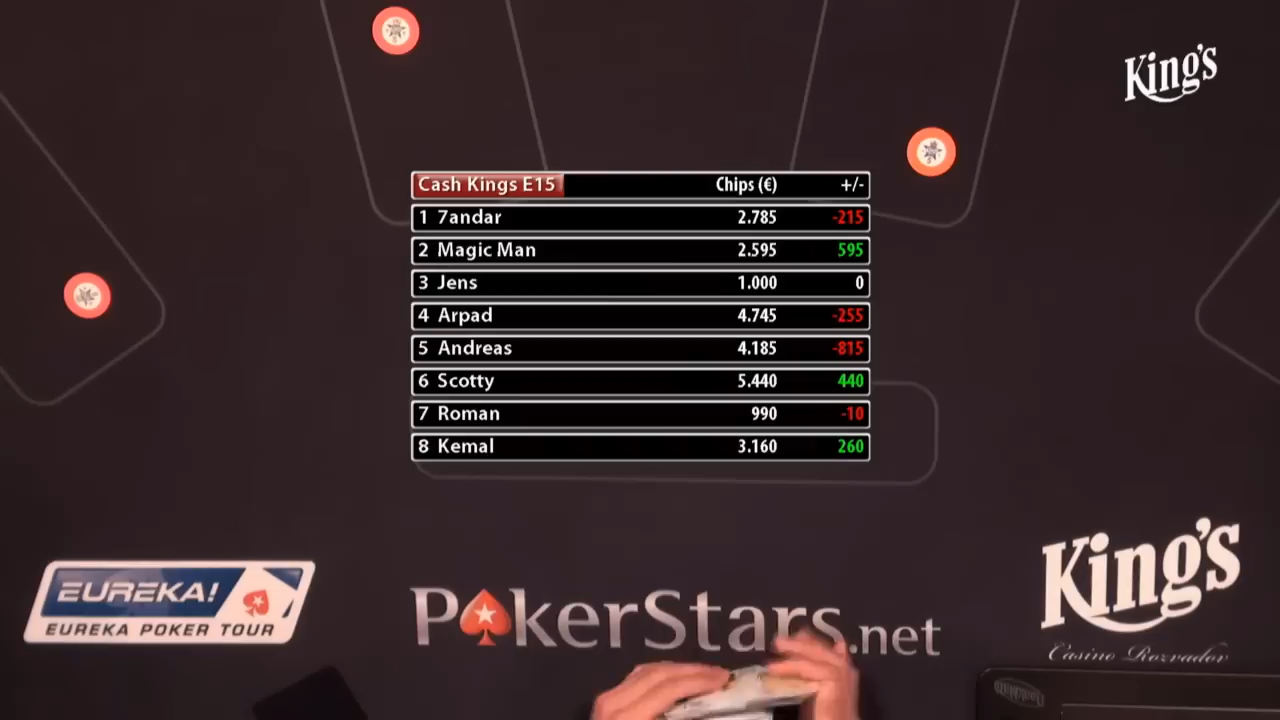 King's
Cash Kings E15 Chips (€) +/-
1 7andar 2.785 -215
2 Magic Man 2.595 595
3 Jens 1.000 0
4 Arpad 4.745 -255
5 Andreas 4.185 -815
6 Scotty 5.440 440
7 Roman 990 -10
8 Kemal 3.160 260
EUREKA!
EUREKA POKER TOUR
PokerStars.net
King's
Casino Rozvadov